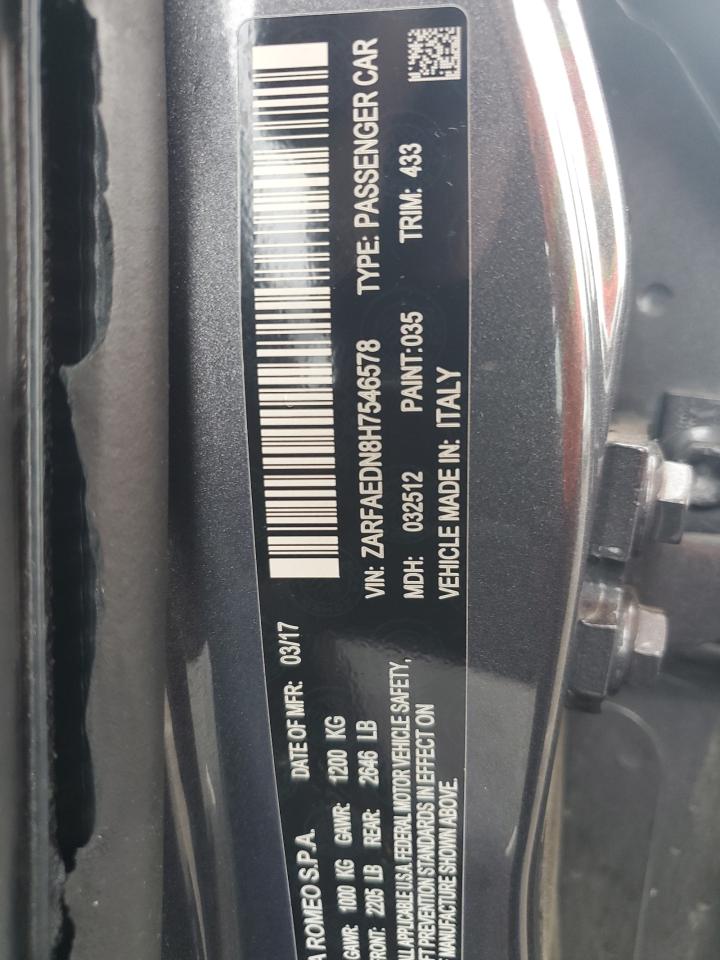 A ROMEO S.P.A. DATE OF MFR: 03/17
GAWR: 1000 KG GAWR: 1200 KG
FRONT: 2205 LB REAR: 2646 LB
ALL APPLICABLE U.S.A. FEDERAL MOTOR VEHICLE SAFETY,
FT PREVENTION STANDARDS IN EFFECT ON
F MANUFACTURE SHOWN ABOVE.
VIN: ZARFAEDN8H7546578 TYPE: PASSENGER CAR
MDH: 032512 PAINT:035 TRIM: 433
VEHICLE MADE IN: ITALY